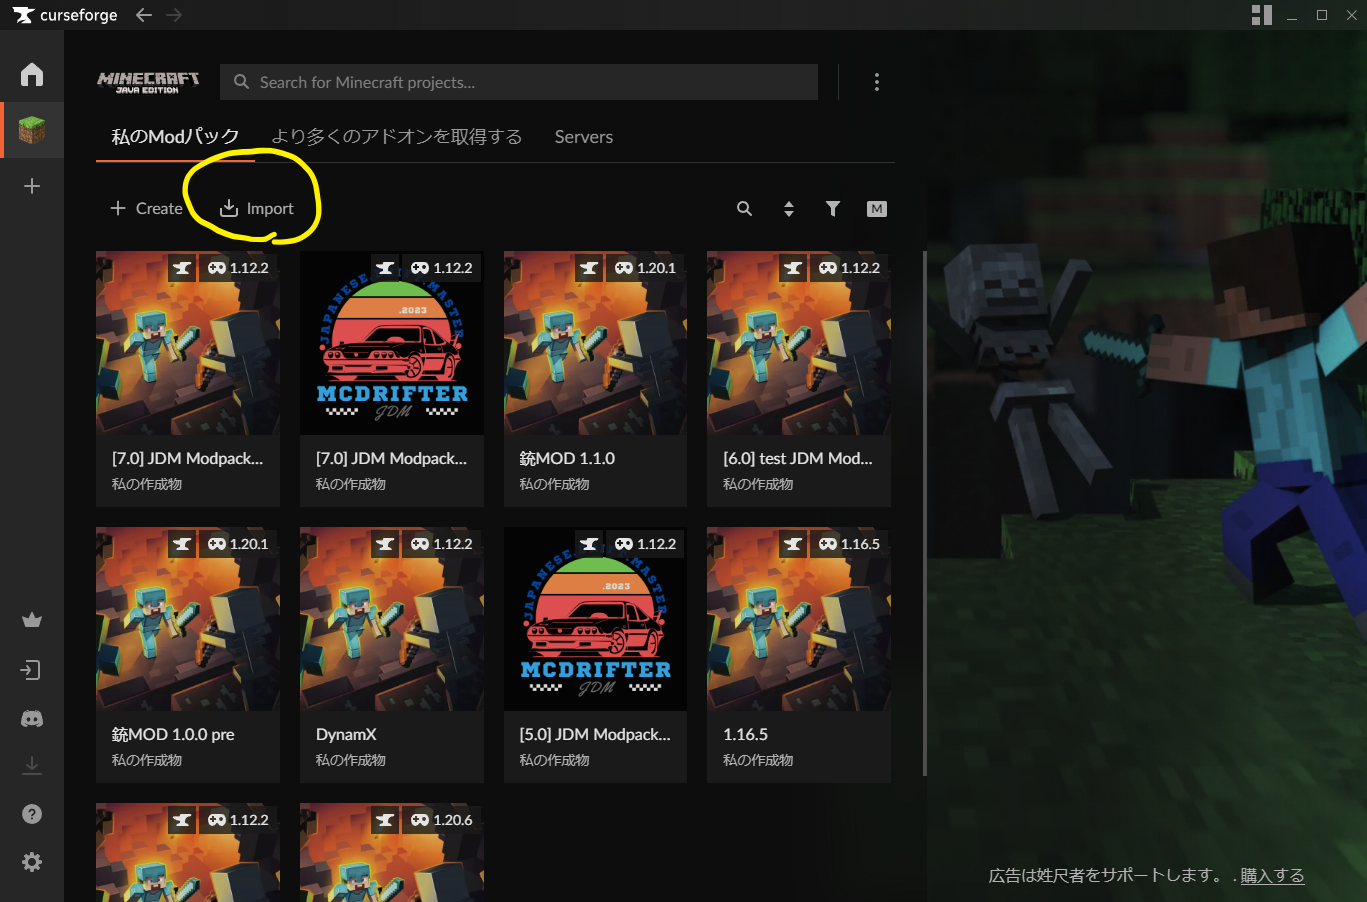 curseforge
MINECRAFT
JAVA EDITION
Search for Minecraft projects...
私のModパック
より多くのアドオンを取得する
Servers
Create
Import
M
1.12.2
1.12.2
1.20.1
1.12.2
JAPANESE
MASTER
.2023
MCDRIFTER
JDM
[7.0] JDM Modpack...
[7.0] JDM Modpack...
銃MOD 1.1.0
[6.0] test JDM Mod...
私の作成物
私の作成物
私の作成物
私の作成物
1.20.1
1.12.2
1.12.2
1.16.5
JAPANESE
MASTER
.2023
MCDRIFTER
JDM
銃MOD 1.0.0 pre
DynamX
[5.0] JDM Modpack...
1.16.5
私の作成物
私の作成物
私の作成物
私の作成物
1.12.2
1.20.6
広告は姓尺者をサポートします。 . 購入する